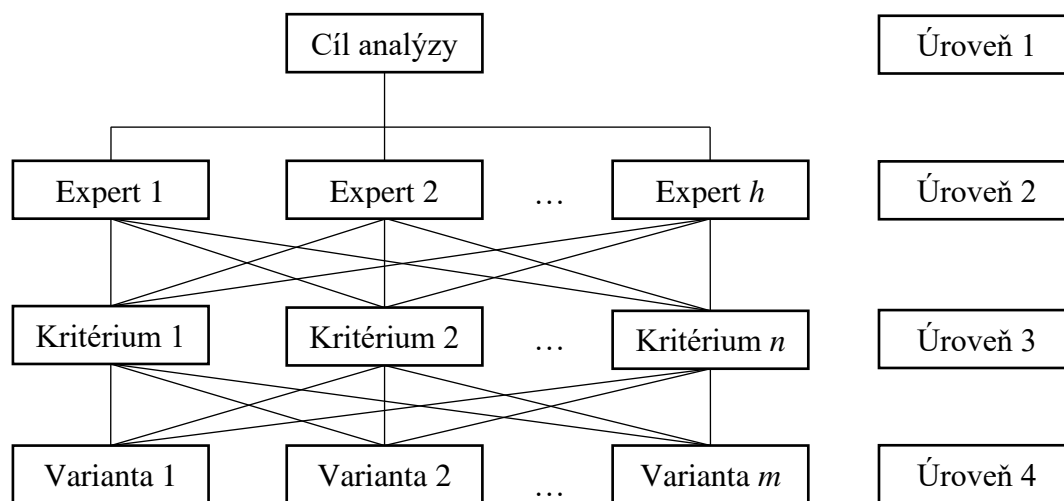 Cíl analýzy
Úroveň 1
Expert 1
Expert 2
…
Expert h
Úroveň 2
Kritérium 1
Kritérium 2
…
Kritérium n
Úroveň 3
Varianta 1
Varianta 2
…
Varianta m
Úroveň 4